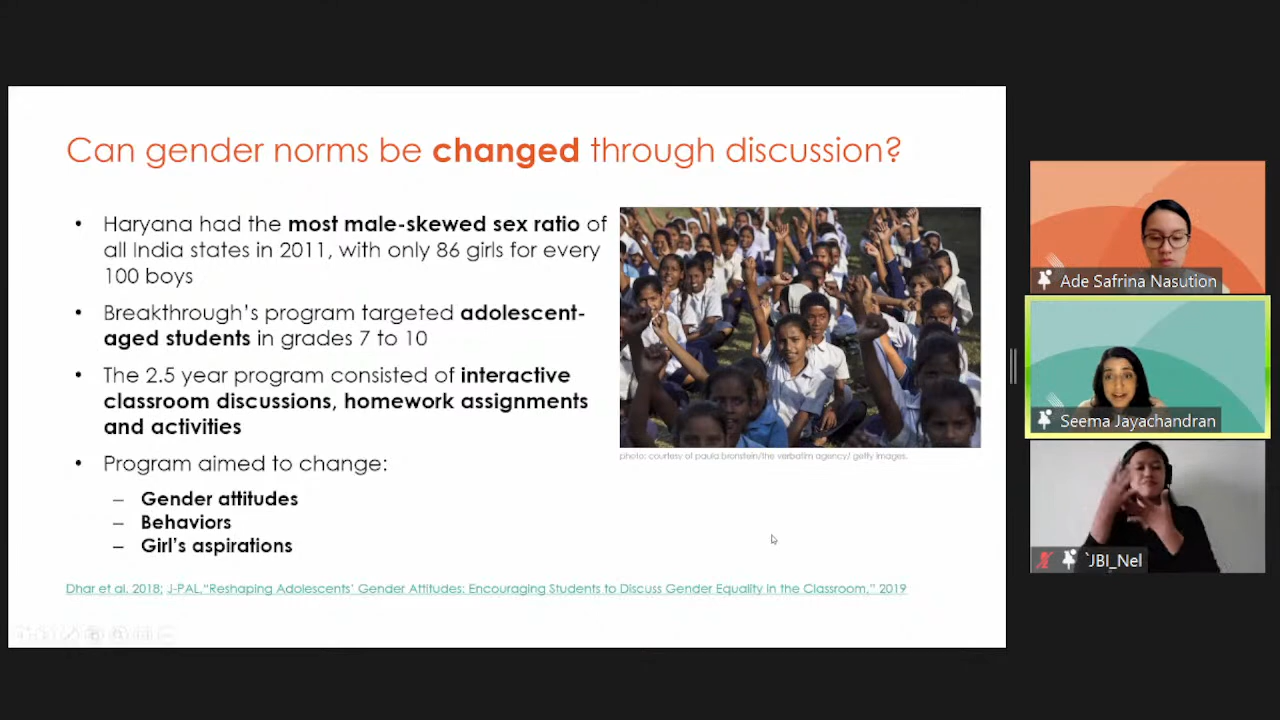 Can gender norms be changed through discussion?
• Haryana had the most male-skewed sex ratio of
all India states in 2011, with only 86 girls for every
100 boys
• Breakthrough’s program targeted adolescent-
aged students in grades 7 to 10
• The 2.5 year program consisted of interactive
classroom discussions, homework assignments
and activities
• Program aimed to change:
– Gender attitudes
– Behaviors
– Girl’s aspirations
photo: courtesy of paula bronstein/the verbatim agency/ getty images.
Dhar et al. 2018; J-PAL,“Reshaping Adolescents’ Gender Attitudes: Encouraging Students to Discuss Gender Equality in the Classroom,” 2019
Ade Safrina Nasution
Seema Jayachandran
`JBI_Nel